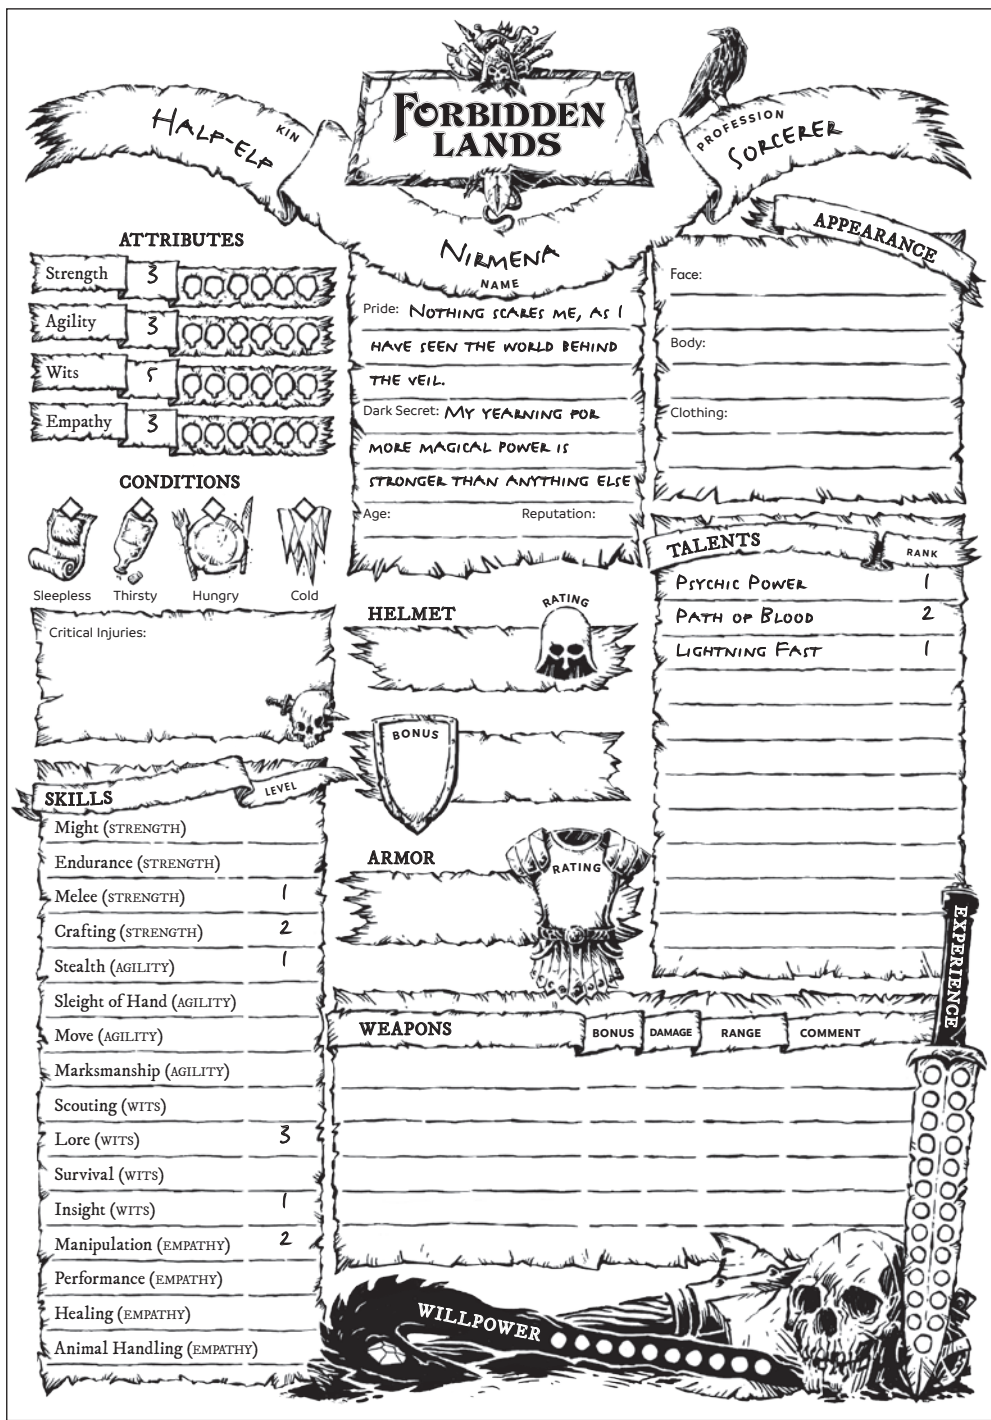 FORBIDDEN
LANDS
HALF-ELF
KIN
PROFESSION
SORCERER
ATTRIBUTES
Strength 3
Agility 3
Wits 5
Empathy 3
NIRMENA
NAME
Pride: NOTHING SCARES ME, AS I
HAVE SEEN THE WORLD BEHIND
THE VEIL.
Dark Secret: MY YEARNING FOR
MORE MAGICAL POWER IS
STRONGER THAN ANYTHING ELSE
Age: Reputation:
APPEARANCE
Face:
Body:
Clothing:
CONDITIONS
Sleepless Thirsty Hungry Cold
Critical Injuries:
TALENTS RANK
PSYCHIC POWER 1
PATH OF BLOOD 2
LIGHTNING FAST 1
HELMET
RATING
BONUS
ARMOR
RATING
SKILLS LEVEL
Might (STRENGTH)
Endurance (STRENGTH)
Melee (STRENGTH) 1
Crafting (STRENGTH) 2
Stealth (AGILITY) 1
Sleight of Hand (AGILITY)
Move (AGILITY)
Marksmanship (AGILITY)
Scouting (WITS)
Lore (WITS) 3
Survival (WITS)
Insight (WITS) 1
Manipulation (EMPATHY) 2
Performance (EMPATHY)
Healing (EMPATHY)
Animal Handling (EMPATHY)
WEAPONS BONUS DAMAGE RANGE COMMENT
EXPERIENCE
WILLPOWER